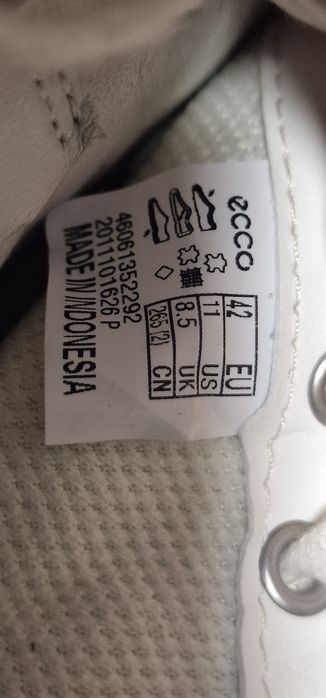 ecco
42 EU
11 US
8.5 UK
265(2) CN
46061352292
2011101626 P
MADE IN INDONESIA